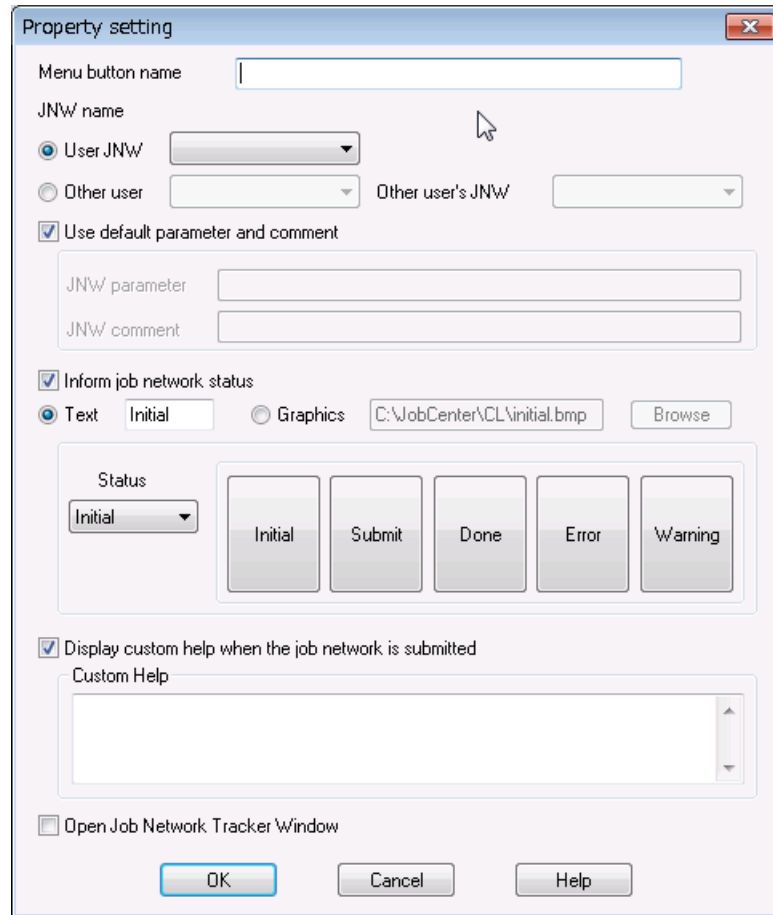 Property setting
Menu button name
JNW name
User JNW
Other user Other user's JNW
Use default parameter and comment
JNW parameter
JNW comment
Inform job network status
Text Initial Graphics C:\JobCenter\CL\initial.bmp Browse
Status
Initial
Initial Submit Done Error Warning
Display custom help when the job network is submitted
Custom Help
Open Job Network Tracker Window
OK Cancel Help